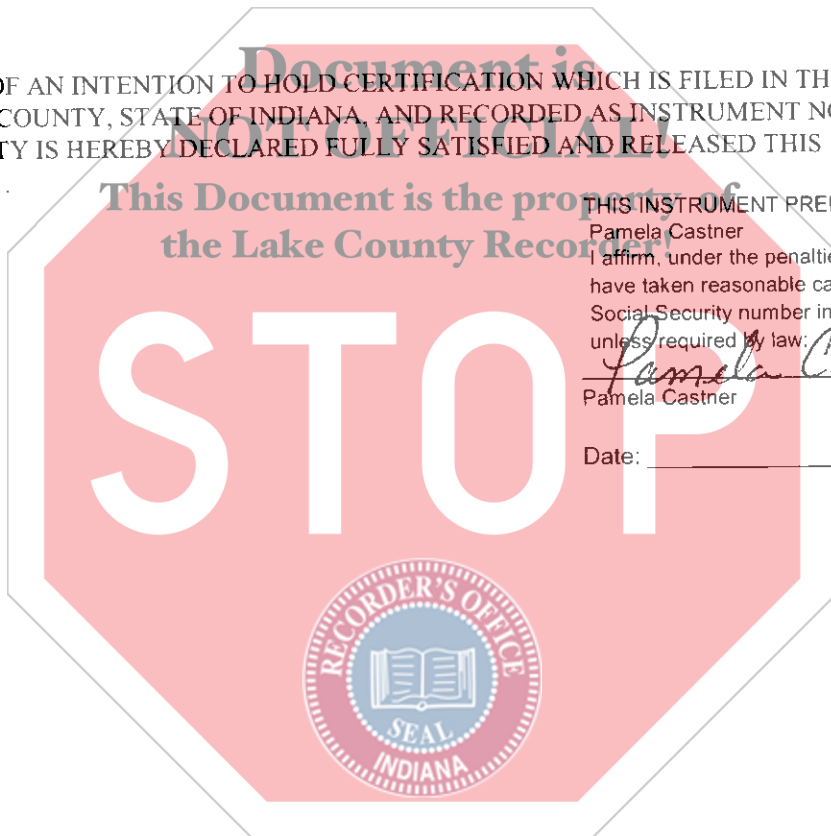 Document is
OF AN INTENTION TO HOLD CERTIFICATION WHICH IS FILED IN TH
COUNTY, STATE OF INDIANA, AND RECORDED AS INSTRUMENT NO
NOT OFFICIAL!
TY IS HEREBY DECLARED FULLY SATISFIED AND RELEASED THIS
This Document is the property of
the Lake County Recorder!
THIS INSTRUMENT PREP
Pamela Castner
I affirm, under the penaltie
have taken reasonable ca
Social Security number in
unless required by law:
Pamela C
Pamela Castner
Date:
STOP
RECORDER'S OFFICE
SEAL
INDIANA